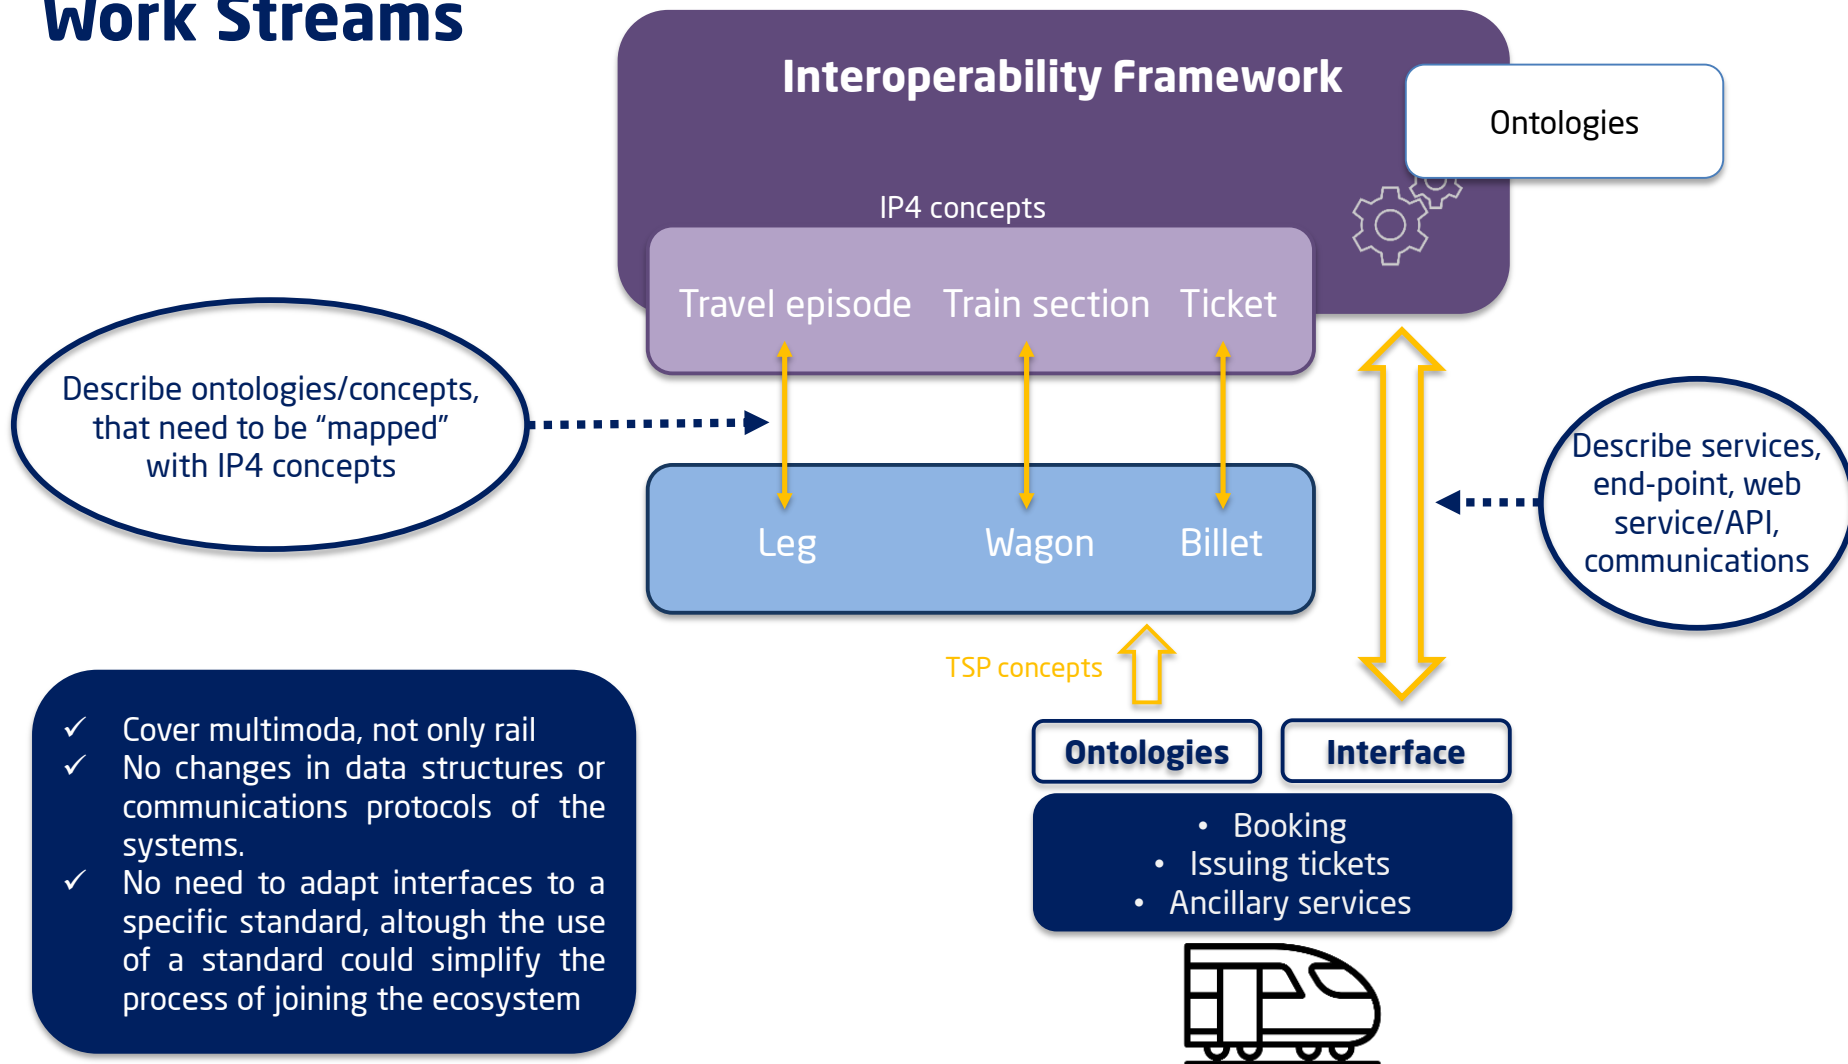 Work Streams
Interoperability Framework
Ontologies
IP4 concepts
Travel episode Train section Ticket
Describe ontologies/concepts,
that need to be “mapped”
with IP4 concepts
Describe services,
end-point, web
service/API,
communications
Leg Wagon Billet
TSP concepts
Ontologies
Interface
• Booking
• Issuing tickets
• Ancillary services
✓ Cover multimoda, not only rail
✓ No changes in data structures or
communications protocols of the
systems.
✓ No need to adapt interfaces to a
specific standard, altough the use
of a standard could simplify the
process of joining the ecosystem